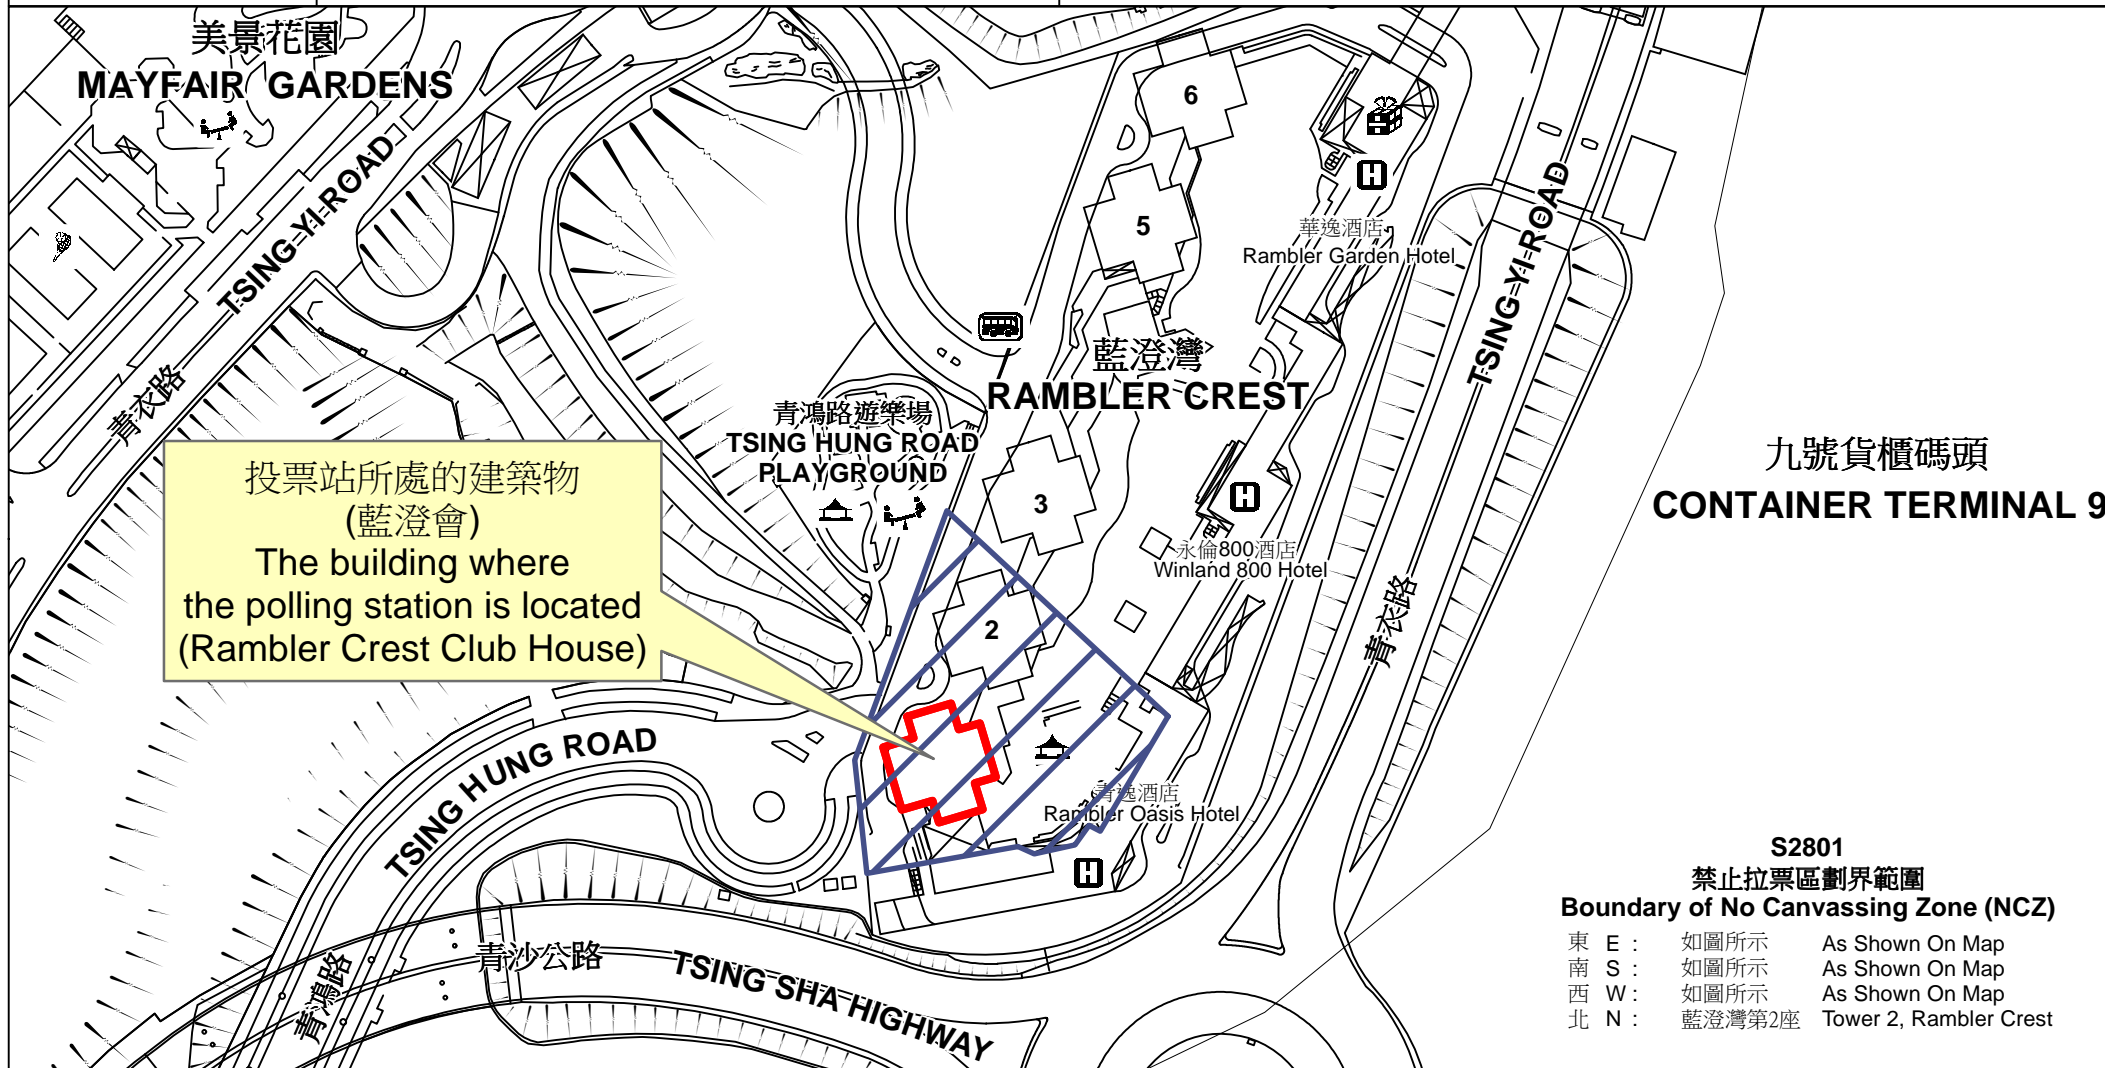 美景花園
MAYFAIR GARDENS
TSING YI ROAD
青衣路
6
5
華逸酒店
Rambler Garden Hotel
TSING YI ROAD
藍澄灣
RAMBLER CREST
青鴻路遊樂場
TSING HUNG ROAD
PLAYGROUND
3
九號貨櫃碼頭
CONTAINER TERMINAL 9
投票站所處的建築物
(藍澄會)
The building where
the polling station is located
(Rambler Crest Club House)
永倫800酒店
Winland 800 Hotel
2
青衣路
TSING HUNG ROAD
青逸酒店
Rambler Oasis Hotel
青鴻路
青沙公路
TSING SHA HIGHWAY
S2801
禁止拉票區劃界範圍
Boundary of No Canvassing Zone (NCZ)
東 E : 如圖所示 As Shown On Map
南 S : 如圖所示 As Shown On Map
西 W : 如圖所示 As Shown On Map
北 N : 藍澄灣第2座 Tower 2, Rambler Crest